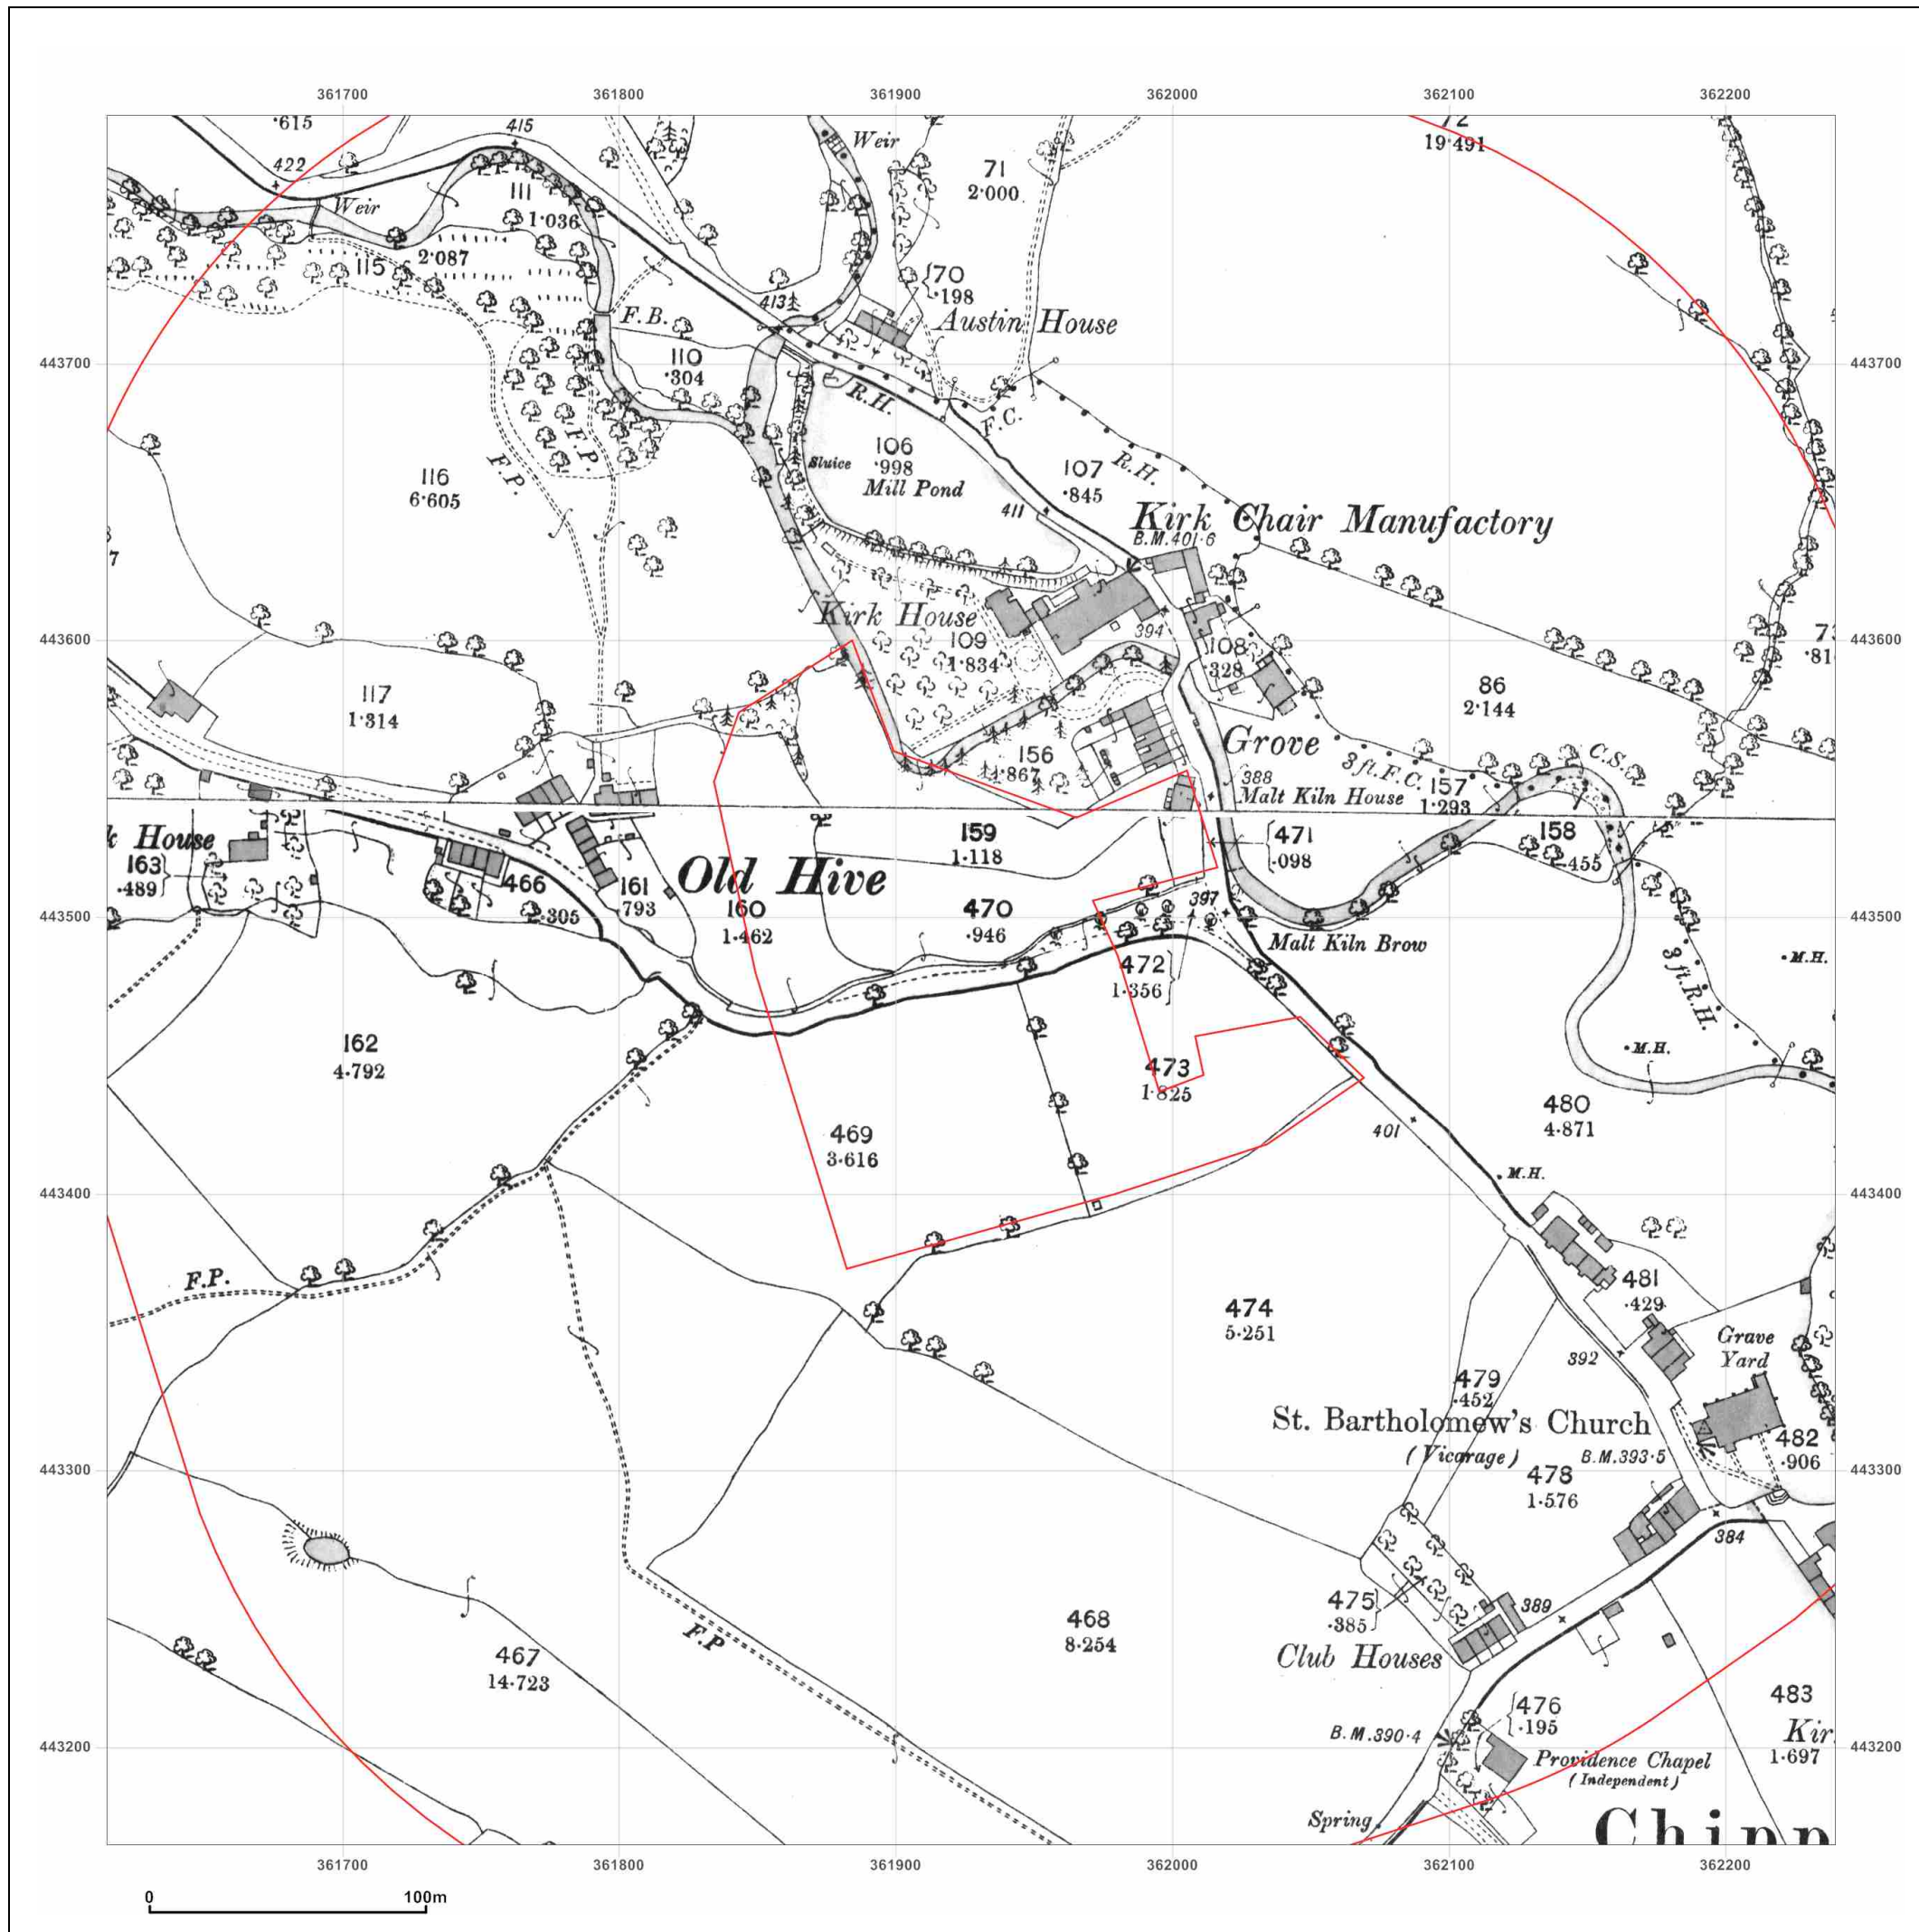 361700 361800 361900 362000 362100 362200
·615
415
422
Weir
Weir
111
1·036
115
2·087
71
2·000
72
19·491
70
·198
413
Austin House
F.B.
110
·304
443700
443700
R.H.
F.C.
R.H.
F.P.
F.P.
116
6·605
Sluice
106
·998
Mill Pond
107
·845
411
Kirk Chair Manufactory
B.M.401·6
7
Kirk House
109
1·834
394
108
·328
443600
443600
86
2·144
117
1·314
156
1·867
Grove
3 ft. F.C.
C.S.
388
Malt Kiln House
157
1·293
k House
163
·489
159
1·118
471
·098
158
·455
Old Hive
466
·305
161
·793
160
1·462
470
·946
397
443500
443500
Malt Kiln Brow
472
1·356
3 ft. R.H.
M.H.
M.H.
162
4·792
473
1·825
469
3·616
401
480
4·871
M.H.
443400
443400
F.P.
474
5·251
481
·429
Grave
Yard
392
479
·452
St. Bartholomew's Church
(Vicarage)
B.M.393·5
482
·906
478
1·576
443300
443300
384
475
·385
389
468
8·254
F.P
Club Houses
467
14·723
476
·195
483
Kir
1·697
B.M.390·4
443200
443200
Providence Chapel
(Independent)
Spring
Chipp
361700 361800 361900 362000 362100 362200
0 100m